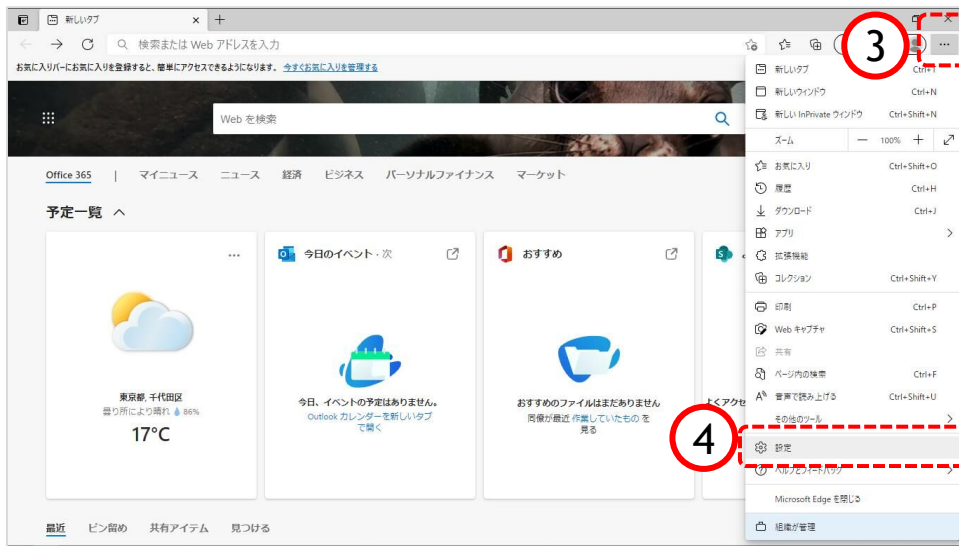 新しいタブ
検索または Web アドレスを入力
3
お気に入りバーにお気に入りを登録すると、簡単にアクセスできるようになります。 今すぐお気に入りを管理する
Web を検索
Office 365 | マイニュース ニュース 経済 ビジネス パーソナルファイナンス マーケット
予定一覧
東京都, 千代田区
曇り所により晴れ 86%
17°C
今日のイベント・次
今日、イベントの予定はありません。
Outlook カレンダーを新しいタブ
で開く
おすすめ
おすすめのファイルはまだありません
同僚が最近 作業していたもの を
見る
よくアクセ
最近 ピン留め 共有アイテム 見つける
新しいタブ Ctrl+T
新しいウィンドウ Ctrl+N
新しい InPrivate ウィンドウ Ctrl+Shift+N
ズーム — 100% +
お気に入り Ctrl+Shift+O
履歴 Ctrl+H
ダウンロード Ctrl+J
アプリ
拡張機能
コレクション Ctrl+Shift+Y
印刷 Ctrl+P
Web キャプチャ Ctrl+Shift+S
共有
ページ内の検索 Ctrl+F
音声で読み上げる Ctrl+Shift+U
その他のツール
4
設定
ヘルプとフィードバック
Microsoft Edge を閉じる
組織が管理